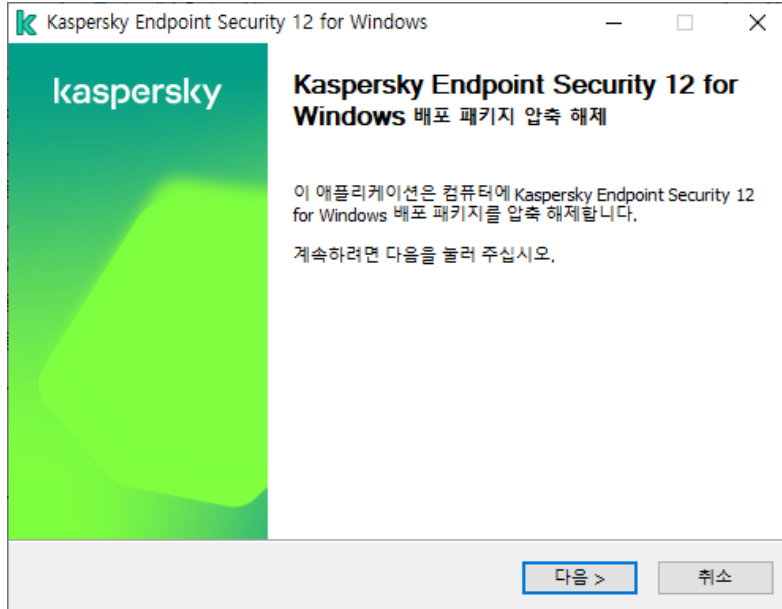 Kaspersky Endpoint Security 12 for Windows
kaspersky
Kaspersky Endpoint Security 12 for
Windows 배포 패키지 압축 해제
이 애플리케이션은 컴퓨터에 Kaspersky Endpoint Security 12
for Windows 배포 패키지를 압축 해제합니다.
계속하려면 다음을 눌러 주십시오.
다음 >
취소